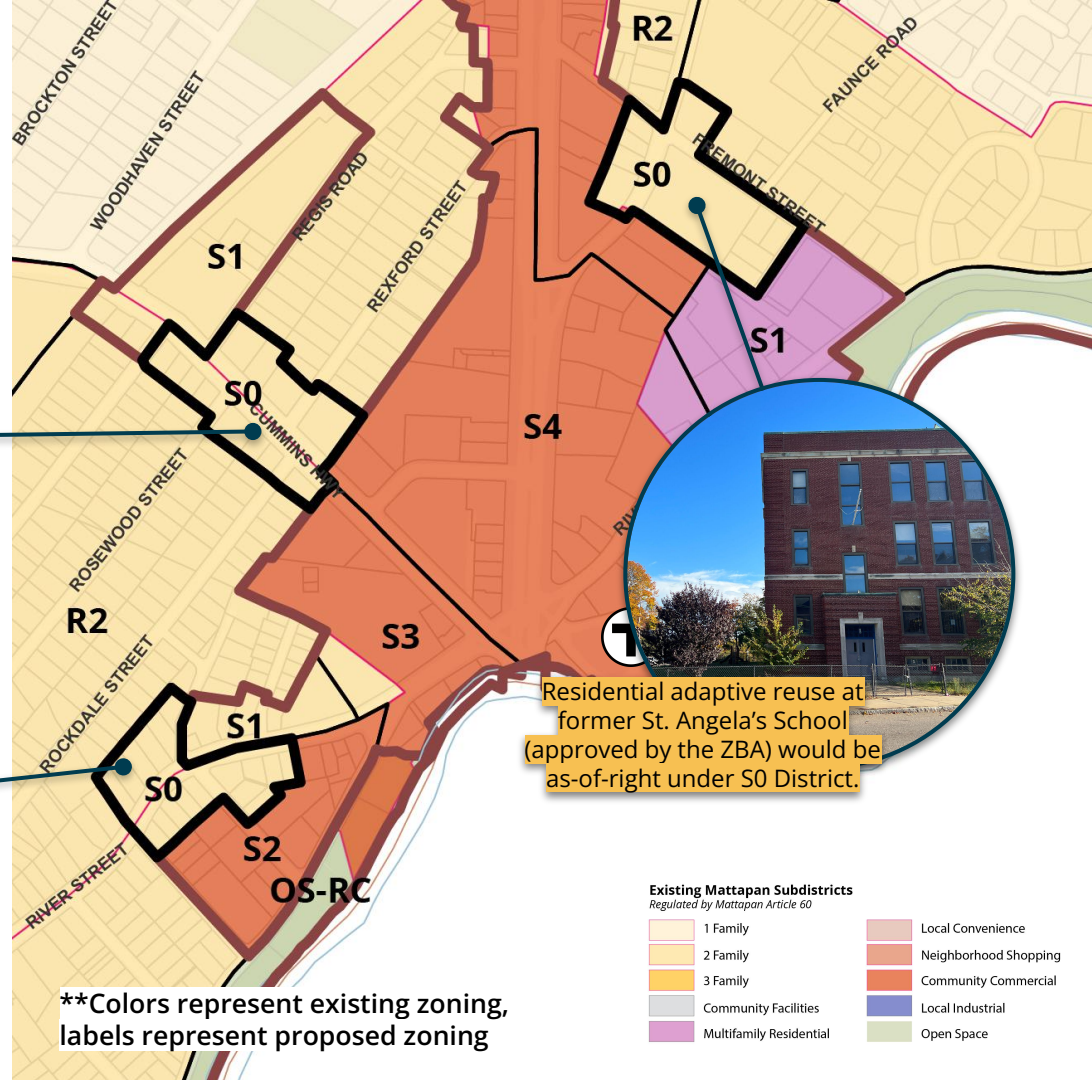 BROCKTON STREET
WOODHAVEN STREET
R2
FAUNCE ROAD
FREMONT STREET
S0
REGIS ROAD
REXFORD STREET
S1
S1
S0
CUMMINS HWY
S4
ROSEWOOD STREET
R2
S3
T
ROCKDALE STREET
S1
S0
S2
OS-RC
RIVER STREET
Residential adaptive reuse at
former St. Angela’s School
(approved by the ZBA) would be
as-of-right under S0 District.
Existing Mattapan Subdistricts
Regulated by Mattapan Article 60
1 Family
2 Family
3 Family
Community Facilities
Multifamily Residential
Local Convenience
Neighborhood Shopping
Community Commercial
Local Industrial
Open Space
**Colors represent existing zoning,
labels represent proposed zoning